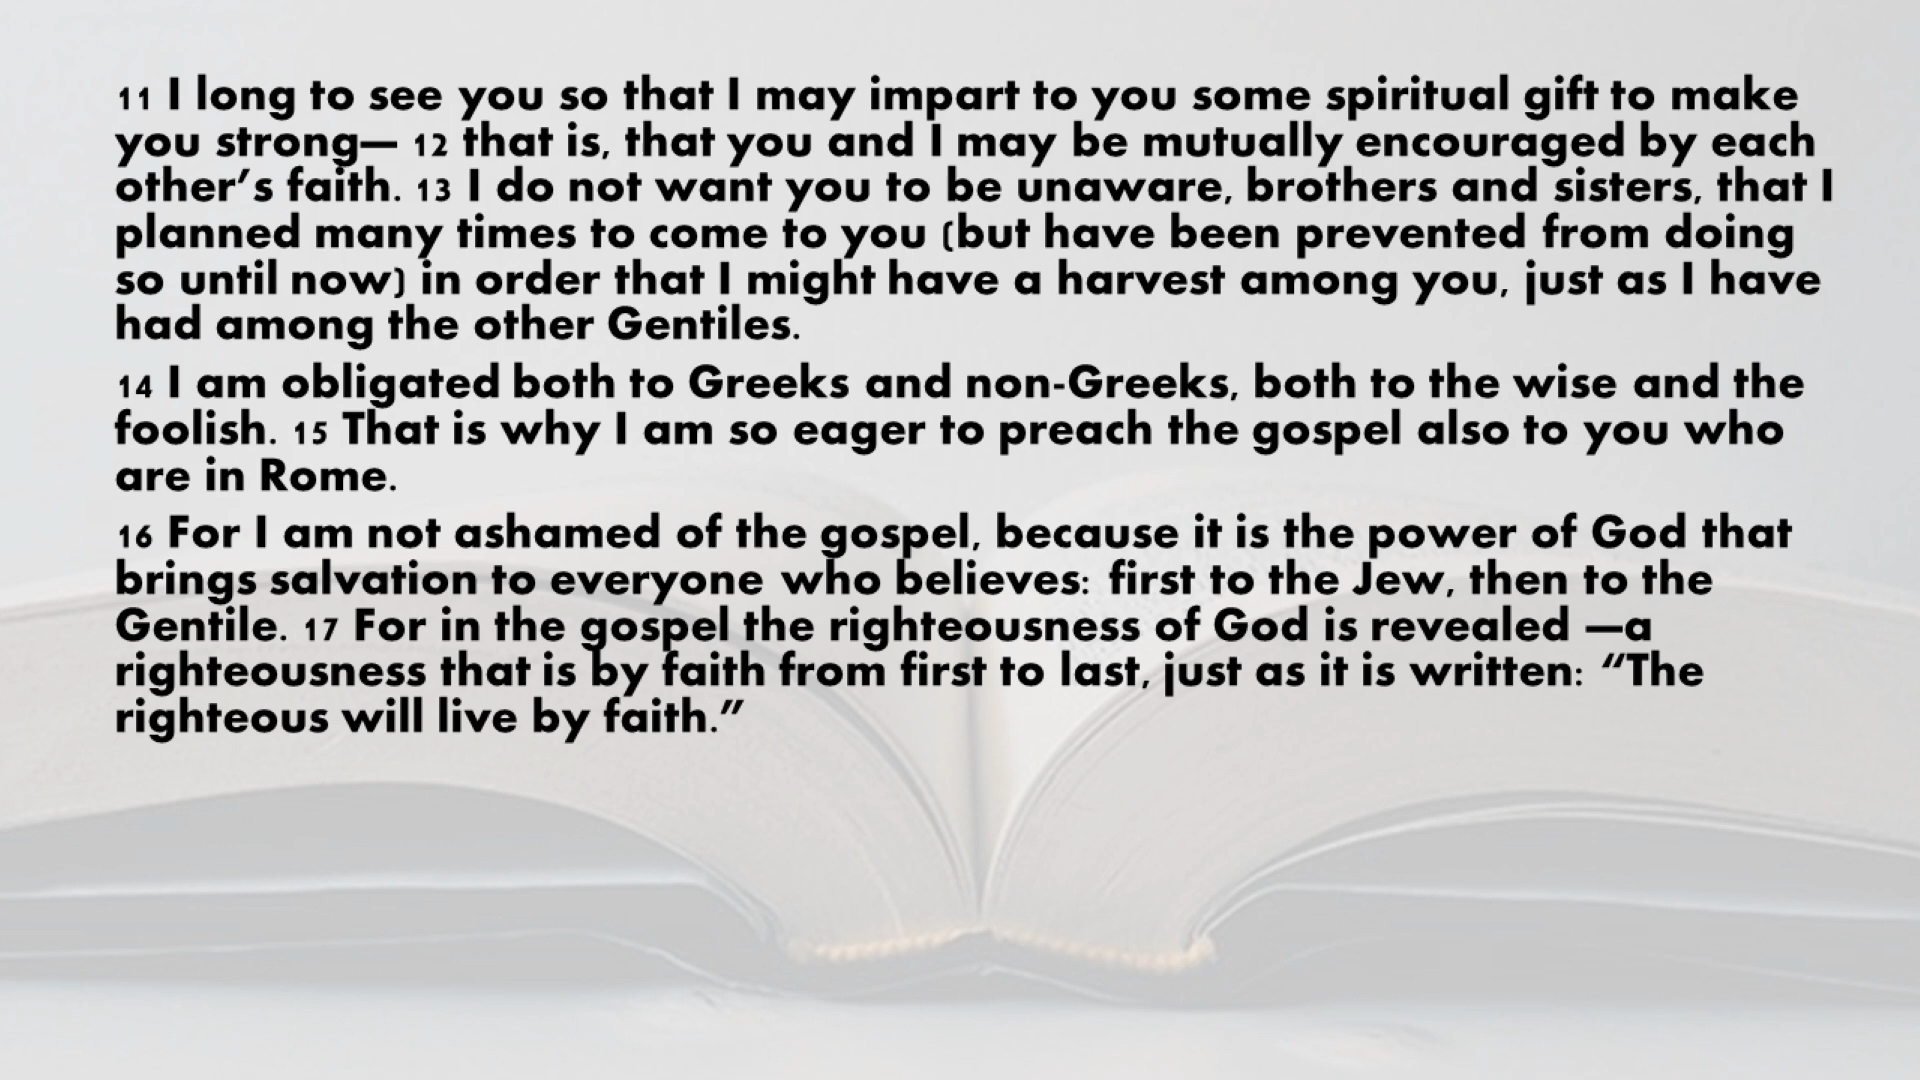 11 I long to see you so that I may impart to you some spiritual gift to make
you strong— 12 that is, that you and I may be mutually encouraged by each
other’s faith. 13 I do not want you to be unaware, brothers and sisters, that I
planned many times to come to you (but have been prevented from doing
so until now) in order that I might have a harvest among you, just as I have
had among the other Gentiles.
14 I am obligated both to Greeks and non-Greeks, both to the wise and the
foolish. 15 That is why I am so eager to preach the gospel also to you who
are in Rome.
16 For I am not ashamed of the gospel, because it is the power of God that
brings salvation to everyone who believes: first to the Jew, then to the
Gentile. 17 For in the gospel the righteousness of God is revealed —a
righteousness that is by faith from first to last, just as it is written: “The
righteous will live by faith.”